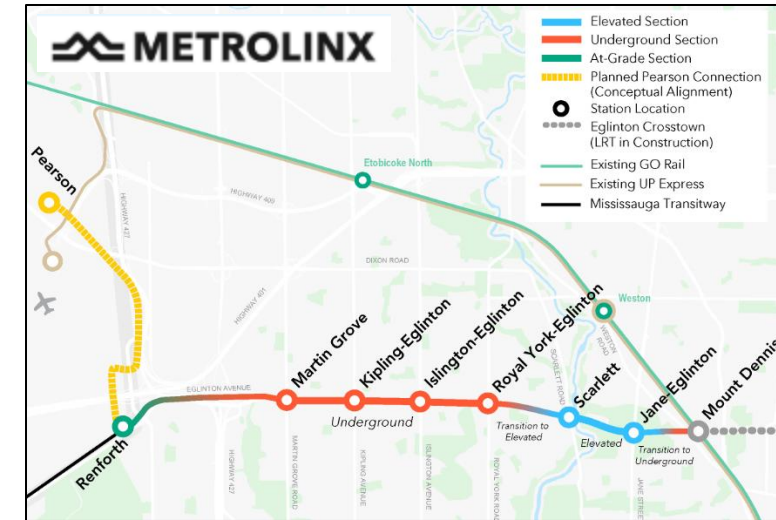 METROLINX
Elevated Section
Underground Section
At-Grade Section
Planned Pearson Connection
(Conceptual Alignment)
Station Location
Eglinton Crosstown
(LRT in Construction)
Existing GO Rail
Existing UP Express
Mississauga Transitway
Pearson
HIGHWAY 427
Etobicoke North
HIGHWAY 409
DIXON ROAD
HIGHWAY 401
Weston
WESTON
ROAD
SCARLETT ROAD
EGLINTON AVENUE
Renforth
Martin Grove
Kipling-Eglinton
Islington-Eglinton
Royal York-Eglinton
Scarlett
Jane-Eglinton
Mount Dennis
Underground
Transition to
Elevated
Elevated
Transition to
Underground
HIGHWAY 427
MARTIN GROVE
ROAD
KIPLING AVENUE
ISLINGTON AVENUE
ROYAL YORK
ROAD
JANE STREET